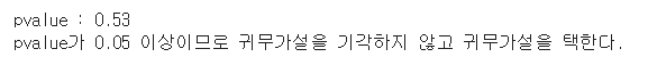 pvalue : 0.53
pvalue가 0.05 이상이므로 귀무가설을 기각하지 않고 귀무가설을 택한다.